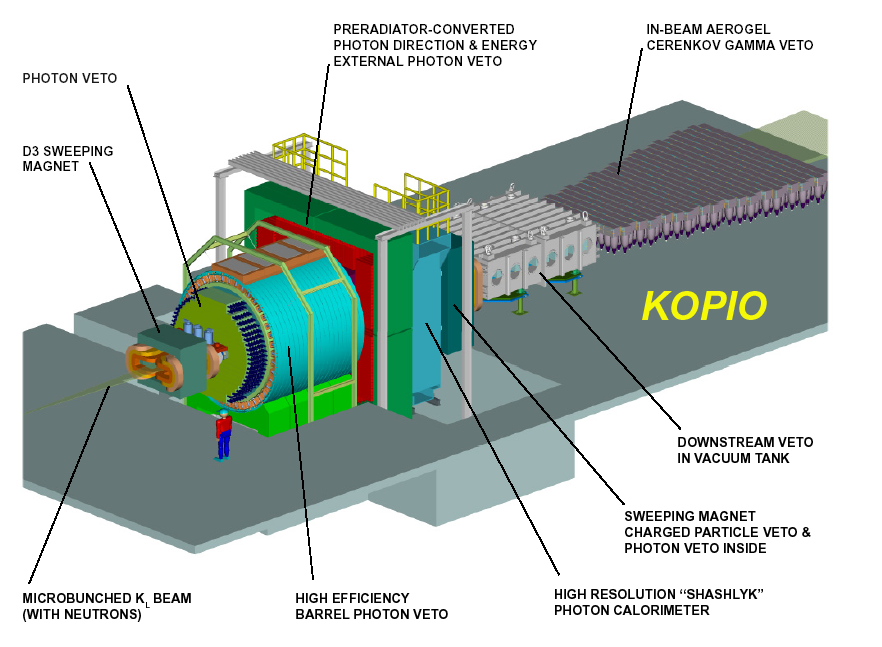 PRERADIATOR-CONVERTED
PHOTON DIRECTION & ENERGY
EXTERNAL PHOTON VETO
IN-BEAM AEROGEL
CERENKOV GAMMA VETO
PHOTON VETO
D3 SWEEPING
MAGNET
KOPIO
DOWNSTREAM VETO
IN VACUUM TANK
SWEEPING MAGNET
CHARGED PARTICLE VETO &
PHOTON VETO INSIDE
HIGH RESOLUTION “SHASHLYK”
PHOTON CALORIMETER
HIGH EFFICIENCY
BARREL PHOTON VETO
MICROBUNCHED K_L BEAM
(WITH NEUTRONS)